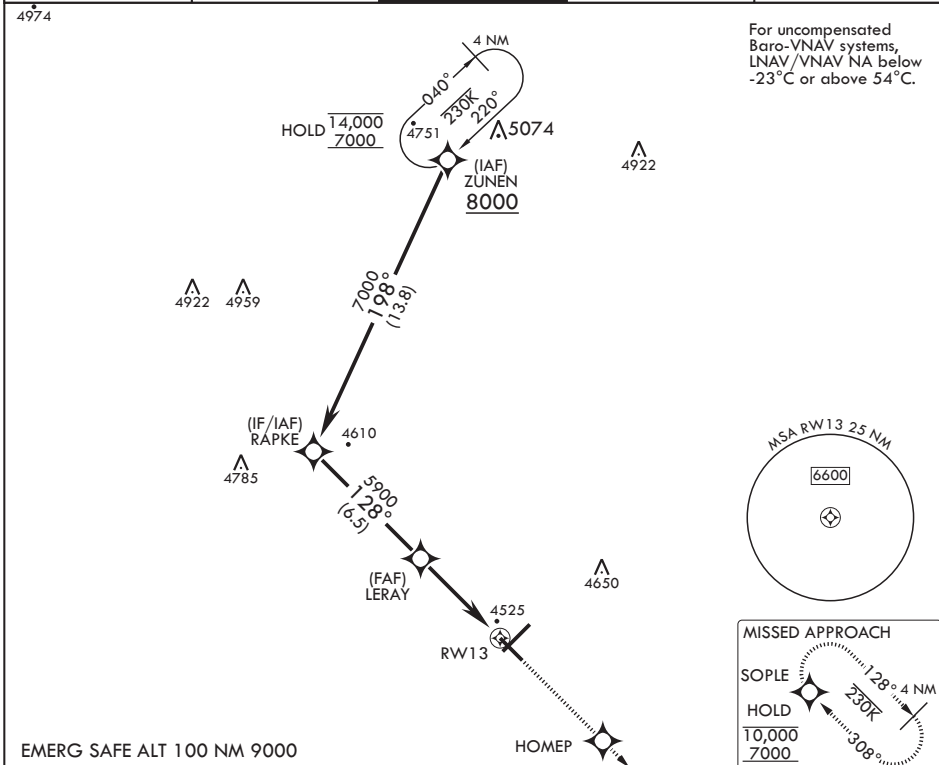 4974
For uncompensated
Baro-VNAV systems,
LNAV/VNAV NA below
-23°C or above 54°C.
4 NM
040°
230K
220°
HOLD
14,000
7000
4751
5074
(IAF)
ZUNEN
8000
4922
4922
4959
7000
198°
(13.8)
(IF/IAF)
RAPKE
4610
4785
5900
128°
(6.5)
MSA RW13 25 NM
6600
(FAF)
LERAY
4650
4525
RW13
MISSED APPROACH
SOPLE
HOLD
10,000
7000
128°
4 NM
230K
308°
EMERG SAFE ALT 100 NM 9000
HOMEP